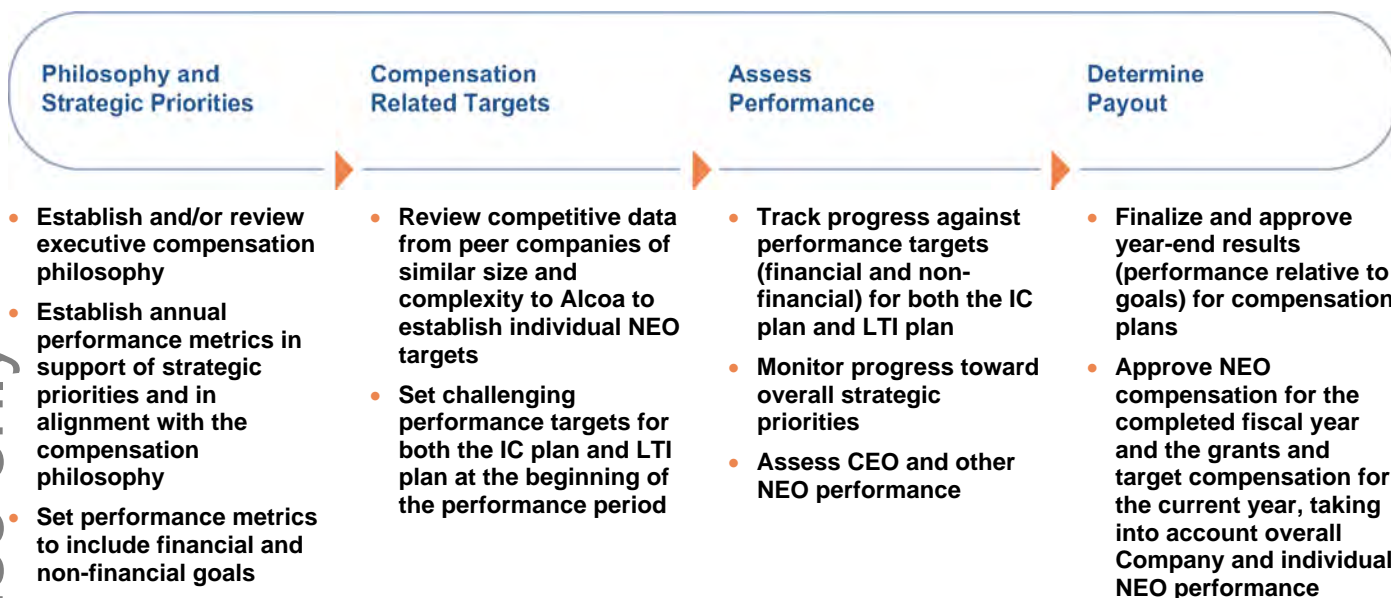 Philosophy and
Strategic Priorities
Compensation
Related Targets
Assess
Performance
Determine
Payout
• Establish and/or review
executive compensation
philosophy
• Establish annual
performance metrics in
support of strategic
priorities and in
alignment with the
compensation
philosophy
• Set performance metrics
to include financial and
non-financial goals
• Review competitive data
from peer companies of
similar size and
complexity to Alcoa to
establish individual NEO
targets
• Set challenging
performance targets for
both the IC plan and LTI
plan at the beginning of
the performance period
• Track progress against
performance targets
(financial and non-
financial) for both the IC
plan and LTI plan
• Monitor progress toward
overall strategic
priorities
• Assess CEO and other
NEO performance
• Finalize and approve
year-end results
(performance relative to
goals) for compensation
plans
• Approve NEO
compensation for the
completed fiscal year
and the grants and
target compensation for
the current year, taking
into account overall
Company and individual
NEO performance